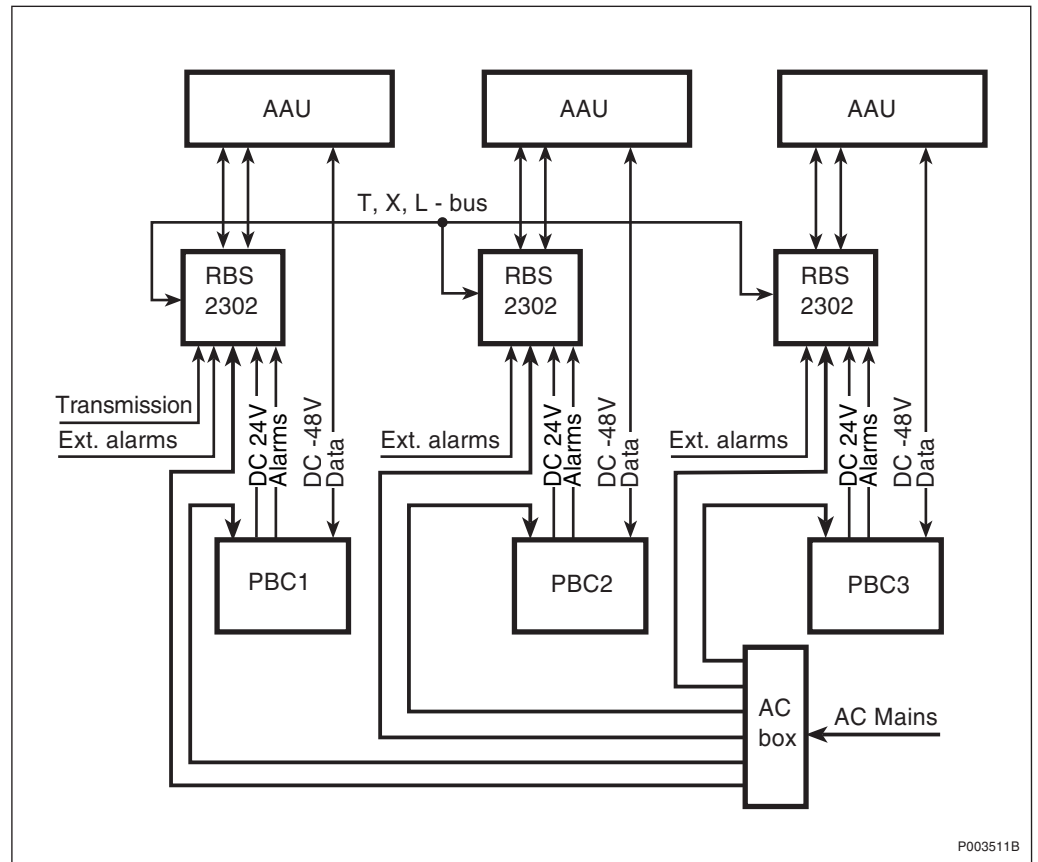 AAU
AAU
AAU
T, X, L - bus
RBS
2302
RBS
2302
RBS
2302
Transmission
Ext. alarms
DC 24V
Alarms
DC -48V
Data
Ext. alarms
DC 24V
Alarms
DC -48V
Data
Ext. alarms
DC 24V
Alarms
DC -48V
Data
PBC1
PBC2
PBC3
AC
box
AC Mains
P003511B